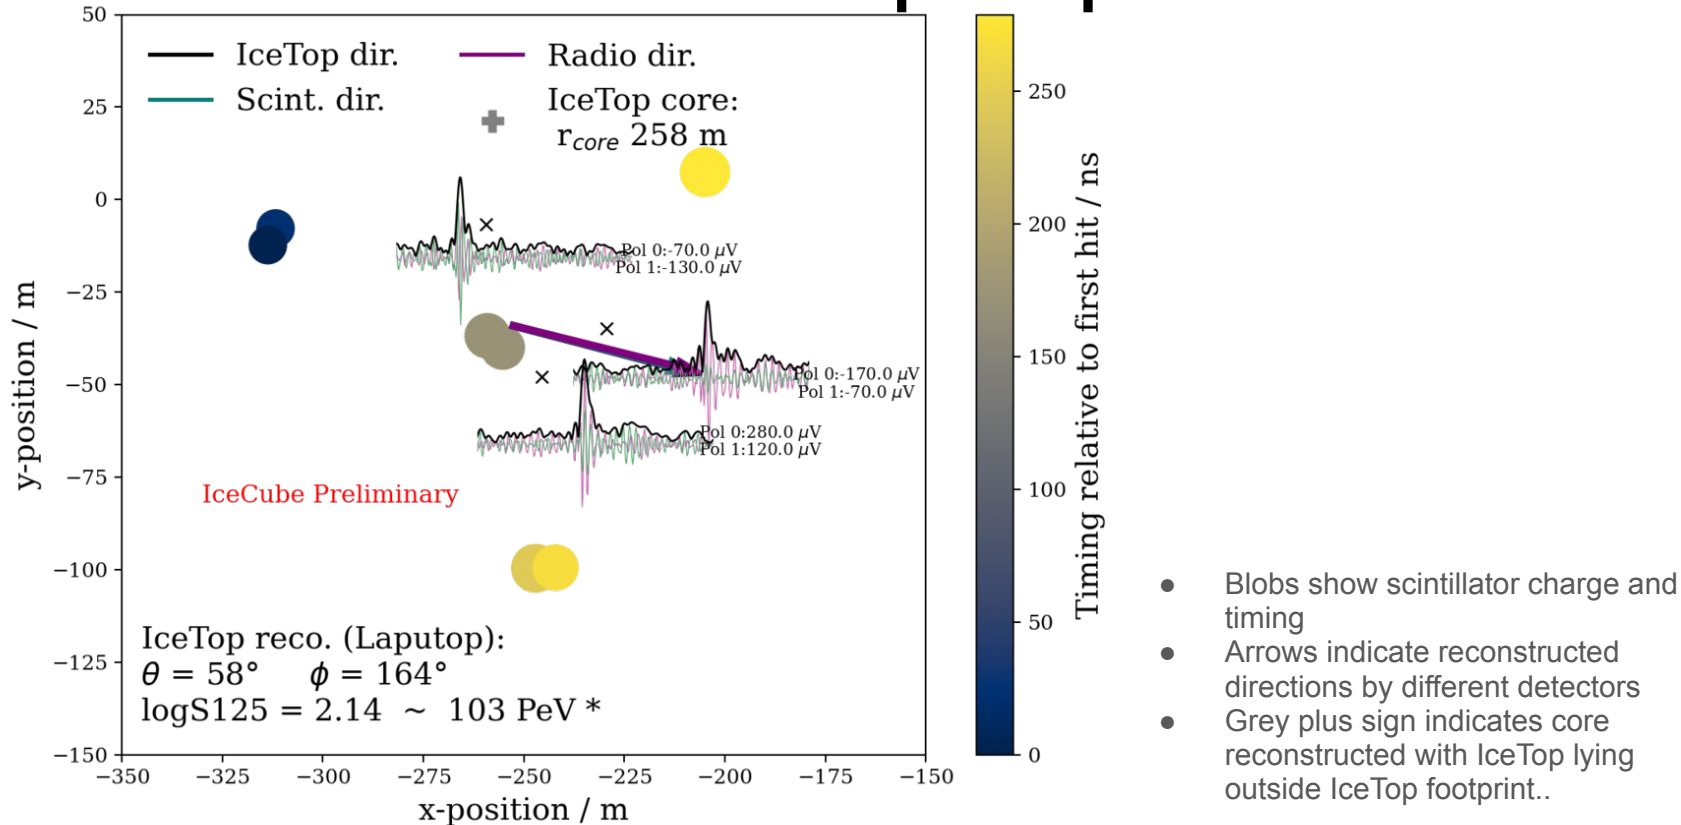 IceTop dir.
Radio dir.
Scint. dir.
IceTop core:
r_core 258 m
Pol 0:-70.0 μV
Pol 1:-130.0 μV
Pol 0:-170.0 μV
Pol 1:-70.0 μV
Pol 0:280.0 μV
Pol 1:120.0 μV
IceCube Preliminary
IceTop reco. (Laputop):
θ = 58° ϕ = 164°
logS125 = 2.14 ~ 103 PeV *
50
25
0
−25
−50
−75
−100
−125
−150
y-position / m
−350 −325 −300 −275 −250 −225 −200 −175 −150
x-position / m
250
200
150
100
50
0
Timing relative to first hit / ns
● Blobs show scintillator charge and
timing
● Arrows indicate reconstructed
directions by different detectors
● Grey plus sign indicates core
reconstructed with IceTop lying
outside IceTop footprint..